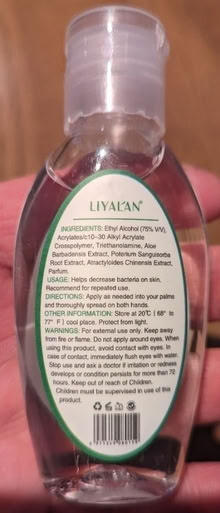 LIYALAN®
INGREDIENTS: Ethyl Alcohol (75% V/V),
Acrylates/c10-30 Alkyl Acrylate
Crosspolymer, Triethanolamine, Aloe
Barbadensis Extract, Poterium Sanguisorba
Root Extract, Atractyloides Chinensis Extract,
Parfum.
USAGE: Helps decrease bacteria on skin,
Recommend for repeated use.
DIRECTIONS: Apply as needed into your palms
and thoroughly spread on both hands.
OTHER INFORMATION: Store at 20℃ ( 68° to
77° F ) cool place. Protect from light.
WARNINGS: For external use only. Keep away
from fire or flame. Do not apply around eyes. When
using this product, avoid contact with eyes. In
case of contact, immediately flush eyes with water.
Stop use and ask a doctor if irritation or redness
develops or condition persists for more than 72
hours. Keep out of reach of Children.
Children must be supervised in use of this
product.